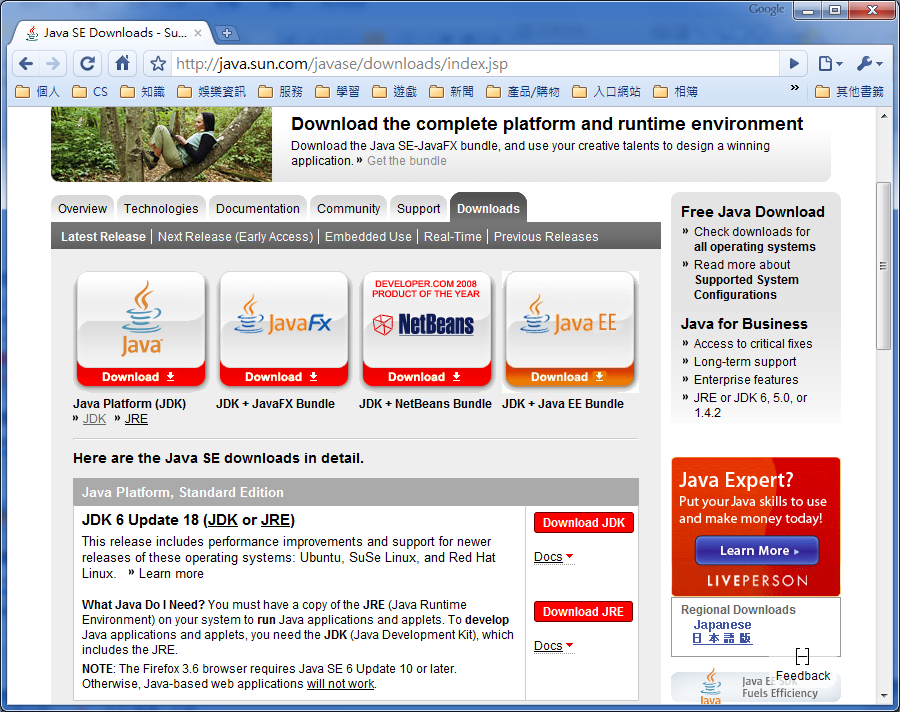 Google
Java SE Downloads - Su...
http://java.sun.com/javase/downloads/index.jsp
個人 CS 知識 娛樂資訊 服務 學習 遊戲 新聞 產品/購物 入口網站 相簿 » 其他書籤
Download the complete platform and runtime environment
Download the Java SE-JavaFX bundle, and use your creative talents to design a winning
application. » Get the bundle
Overview Technologies Documentation Community Support Downloads
Latest Release | Next Release (Early Access) | Embedded Use | Real-Time | Previous Releases
Java
Download
Java Platform (JDK)
» JDK » JRE
JavaFX
Download
JDK + JavaFX Bundle
DEVELOPER.COM 2008
PRODUCT OF THE YEAR
NetBeans
Download
JDK + NetBeans Bundle
Java EE
Download
JDK + Java EE Bundle
Here are the Java SE downloads in detail.
Java Platform, Standard Edition
JDK 6 Update 18 (JDK or JRE)
This release includes performance improvements and support for newer
releases of these operating systems: Ubuntu, SuSe Linux, and Red Hat
Linux. » Learn more
Download JDK
Docs
What Java Do I Need? You must have a copy of the JRE (Java Runtime
Environment) on your system to run Java applications and applets. To develop
Java applications and applets, you need the JDK (Java Development Kit), which
includes the JRE.
NOTE: The Firefox 3.6 browser requires Java SE 6 Update 10 or later.
Otherwise, Java-based web applications will not work.
Download JRE
Docs
Free Java Download
» Check downloads for
all operating systems
» Read more about
Supported System
Configurations
Java for Business
» Access to critical fixes
» Long-term support
» Enterprise features
» JRE or JDK 6, 5.0, or
1.4.2
Java Expert?
Put your Java skills to use
and make money today!
Learn More »
LIVEPERSON
Regional Downloads
Japanese
日本語版
[-]
Feedback
Java EE SDK
Fuels Efficiency
Java